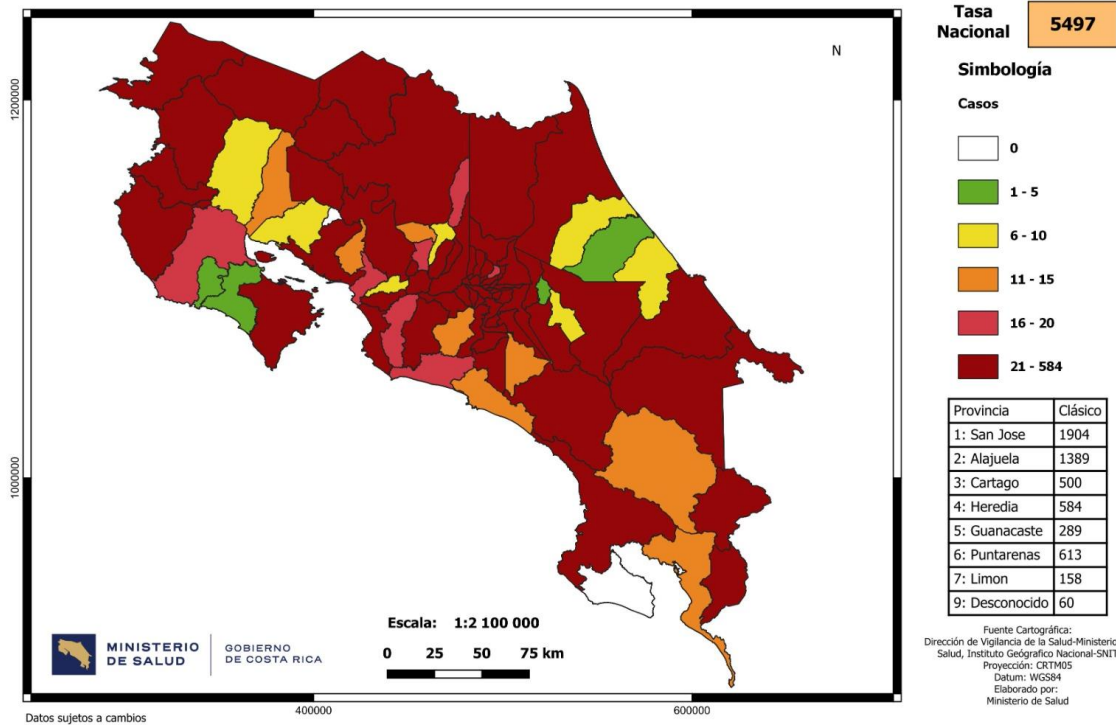 Tasa
Nacional
5497
Simbología
Casos
0
1 - 5
6 - 10
11 - 15
16 - 20
21 - 584
Provincia Clásico
1: San Jose 1904
2: Alajuela 1389
3: Cartago 500
4: Heredia 584
5: Guanacaste 289
6: Puntarenas 613
7: Limon 158
9: Desconocido 60
Fuente Cartográfica:
Dirección de Vigilancia de la Salud-Ministerio
Salud, Instituto Geógrafico Nacional-SNIT
Proyección: CRTM05
Datum: WGS84
Elaborado por:
Ministerio de Salud
N
1200000
1000000
Escala: 1:2 100 000
0 25 50 75 km
MINISTERIO
DE SALUD
GOBIERNO
DE COSTA RICA
400000 600000
Datos sujetos a cambios